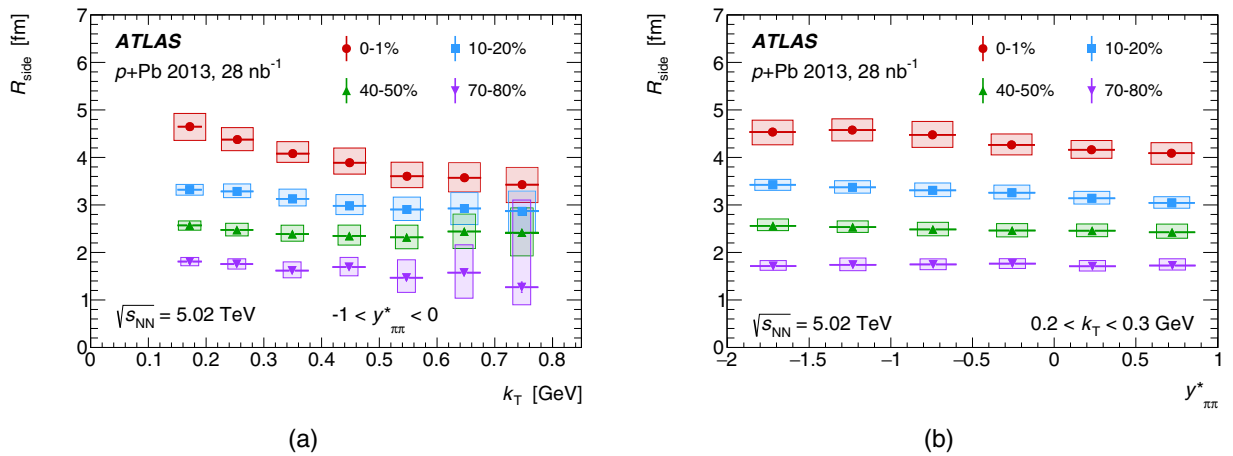 ATLAS
p+Pb 2013, 28 nb⁻¹
0-1%
10-20%
40-50%
70-80%
R_side [fm]
7
6
5
4
3
2
1
0
√s_NN = 5.02 TeV
-1 < y*_ππ < 0
0 0.1 0.2 0.3 0.4 0.5 0.6 0.7 0.8
k_T [GeV]
(a)
ATLAS
p+Pb 2013, 28 nb⁻¹
0-1%
10-20%
40-50%
70-80%
R_side [fm]
7
6
5
4
3
2
1
0
√s_NN = 5.02 TeV
0.2 < k_T < 0.3 GeV
−2 −1.5 −1 −0.5 0 0.5 1
y*_ππ
(b)